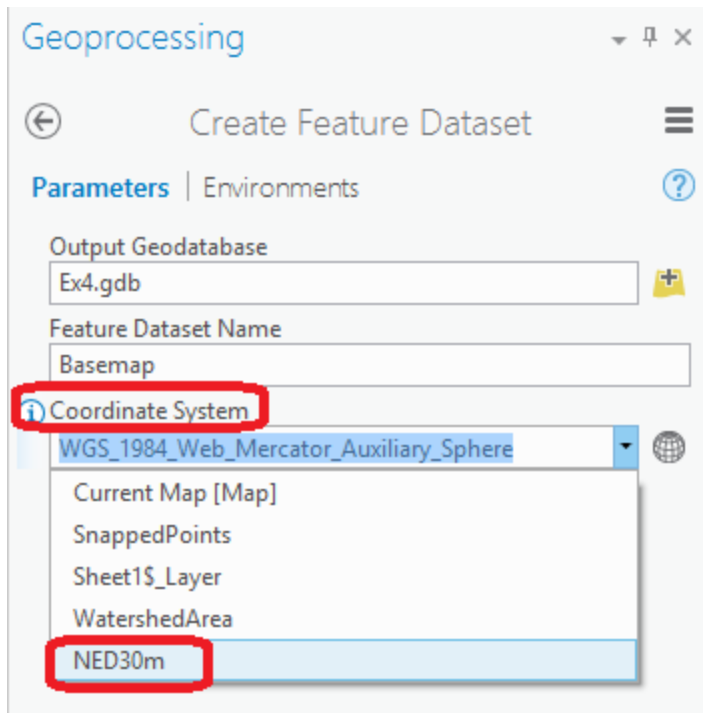 Geoprocessing
Create Feature Dataset
Parameters | Environments
Output Geodatabase
Ex4.gdb
Feature Dataset Name
Basemap
Coordinate System
WGS_1984_Web_Mercator_Auxiliary_Sphere
Current Map [Map]
SnappedPoints
Sheet1$_Layer
WatershedArea
NED30m